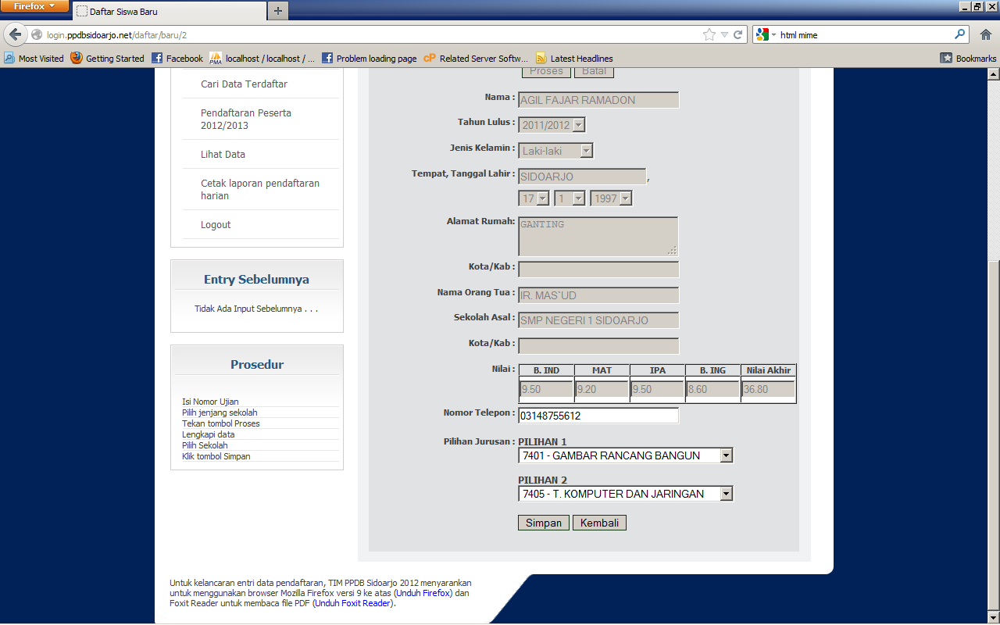 Firefox
Daftar Siswa Baru
login.ppdbsidoarjo.net/daftar/baru/2
html mime
Most Visited
Getting Started
Facebook
localhost / localhost / ...
Problem loading page
Related Server Softw...
Latest Headlines
Bookmarks
Cari Data Terdaftar
Pendaftaran Peserta
2012/2013
Lihat Data
Cetak laporan pendaftaran
harian
Logout
Entry Sebelumnya
Tidak Ada Input Sebelumnya . . .
Prosedur
Isi Nomor Ujian
Pilih jenjang sekolah
Tekan tombol Proses
Lengkapi data
Pilih Sekolah
Klik tombol Simpan
Proses Batal
Nama : AGIL FAJAR RAMADON
Tahun Lulus : 2011/2012
Jenis Kelamin : Laki-laki
Tempat, Tanggal Lahir : SIDOARJO ,
17 1 1997
Alamat Rumah: GANTING
Kota/Kab :
Nama Orang Tua : IR. MAS`UD
Sekolah Asal : SMP NEGERI 1 SIDOARJO
Kota/Kab :
Nilai : B. IND MAT IPA B. ING Nilai Akhir
9.50 9.20 9.50 8.60 36.80
Nomor Telepon : 03148755612
Pilihan Jurusan : PILIHAN 1
7401 - GAMBAR RANCANG BANGUN
PILIHAN 2
7405 - T. KOMPUTER DAN JARINGAN
Simpan Kembali
Untuk kelancaran entri data pendaftaran, TIM PPDB Sidoarjo 2012 menyarankan
untuk menggunakan browser Mozilla Firefox versi 9 ke atas (Unduh Firefox) dan
Foxit Reader untuk membaca file PDF (Unduh Foxit Reader).